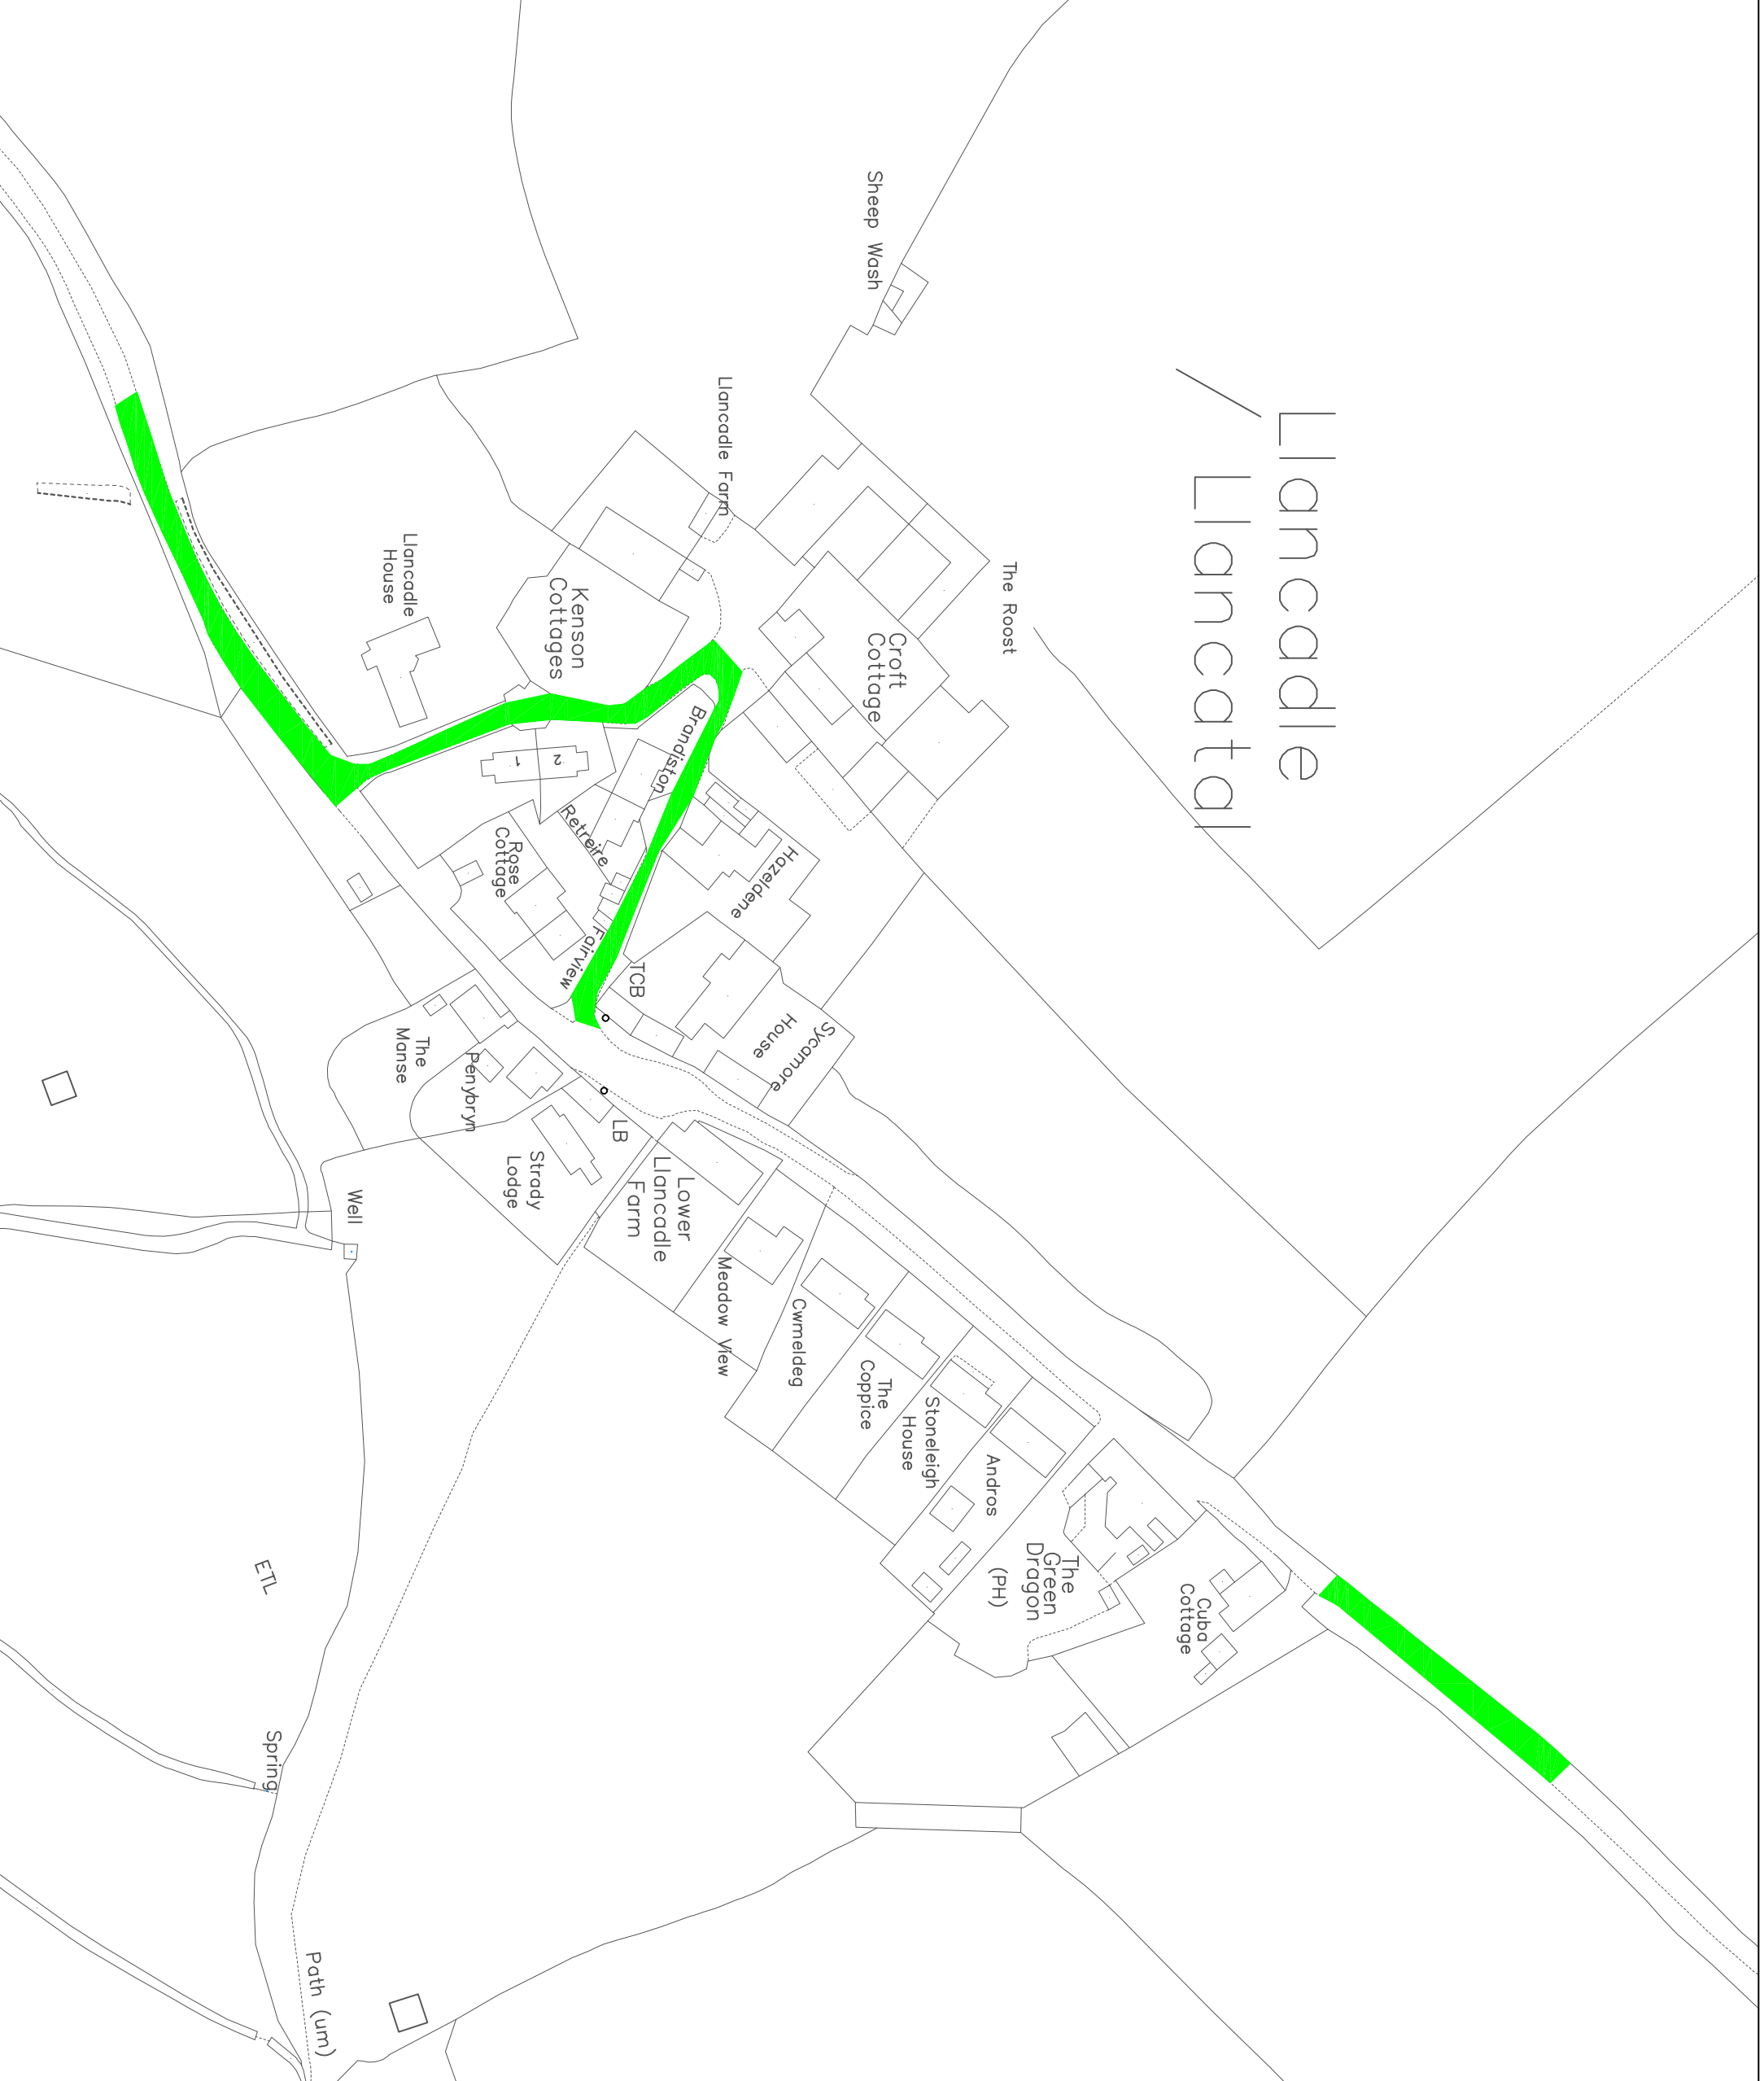 Llancadle
/
Llancatal
Sheep Wash
Llancadle Farm
The Roost
Croft
Cottage
Kenson
Cottages
Llancadle
House
Brandiston
1
2
Retreire
Rose
Cottage
Hazeldene
Fairview
TCB
Sycamore
House
The
Manse
Penybryn
LB
Strady
Lodge
Lower
Llancadle
Farm
Well
Meadow View
Cwmeldeg
The
Coppice
Stoneleigh
House
Andros
The
Green
Dragon
(PH)
Cuba
Cottage
ETL
Spring
Path (um)